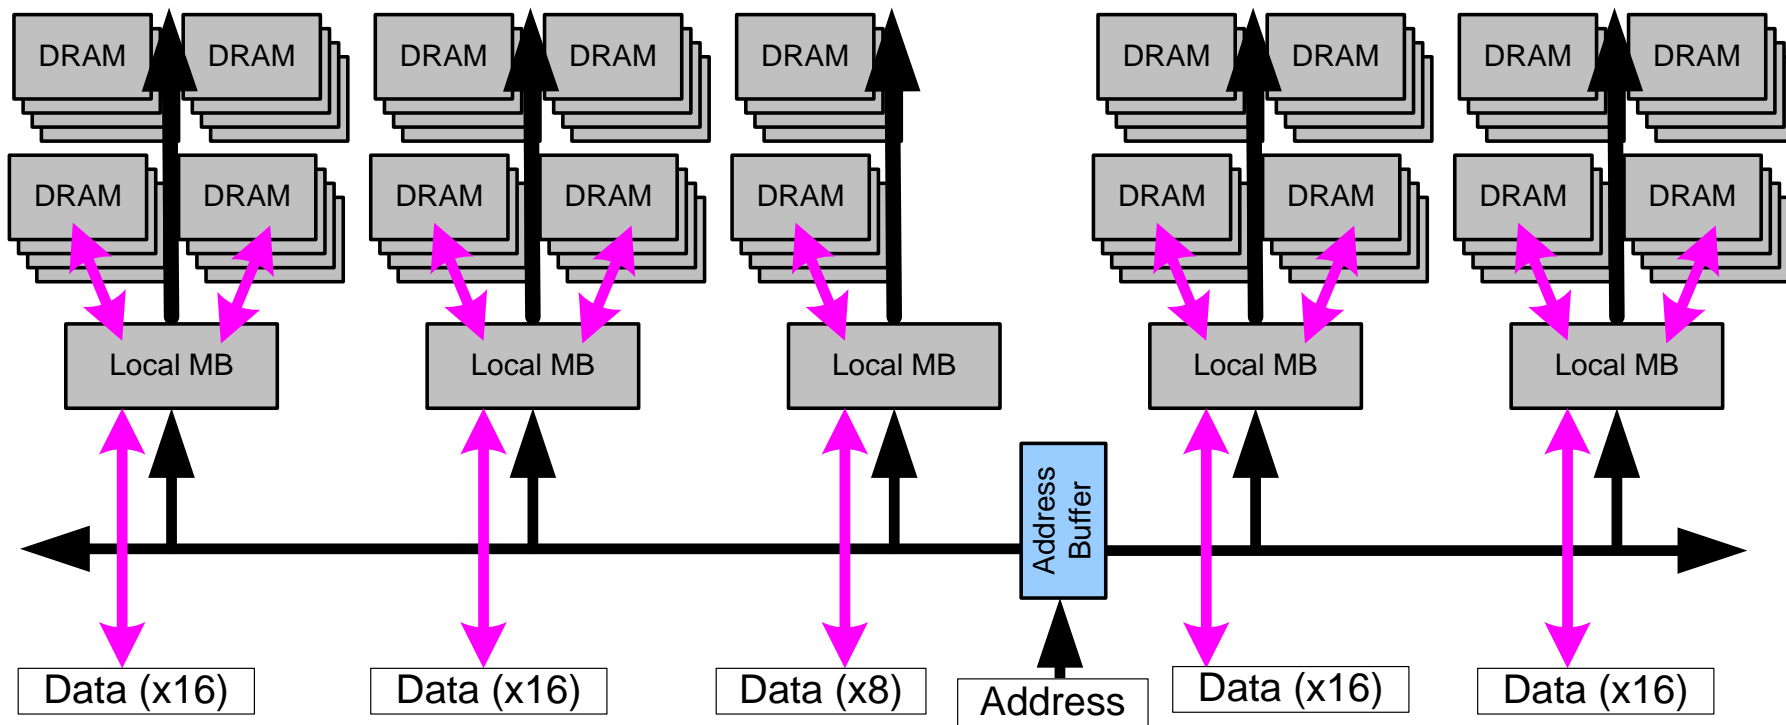 DRAM DRAM DRAM DRAM DRAM DRAM DRAM DRAM DRAM
DRAM DRAM DRAM DRAM DRAM DRAM DRAM DRAM DRAM
Local MB Local MB Local MB Local MB Local MB
Address
Buffer
Data (x16) Data (x16) Data (x8) Address Data (x16) Data (x16)